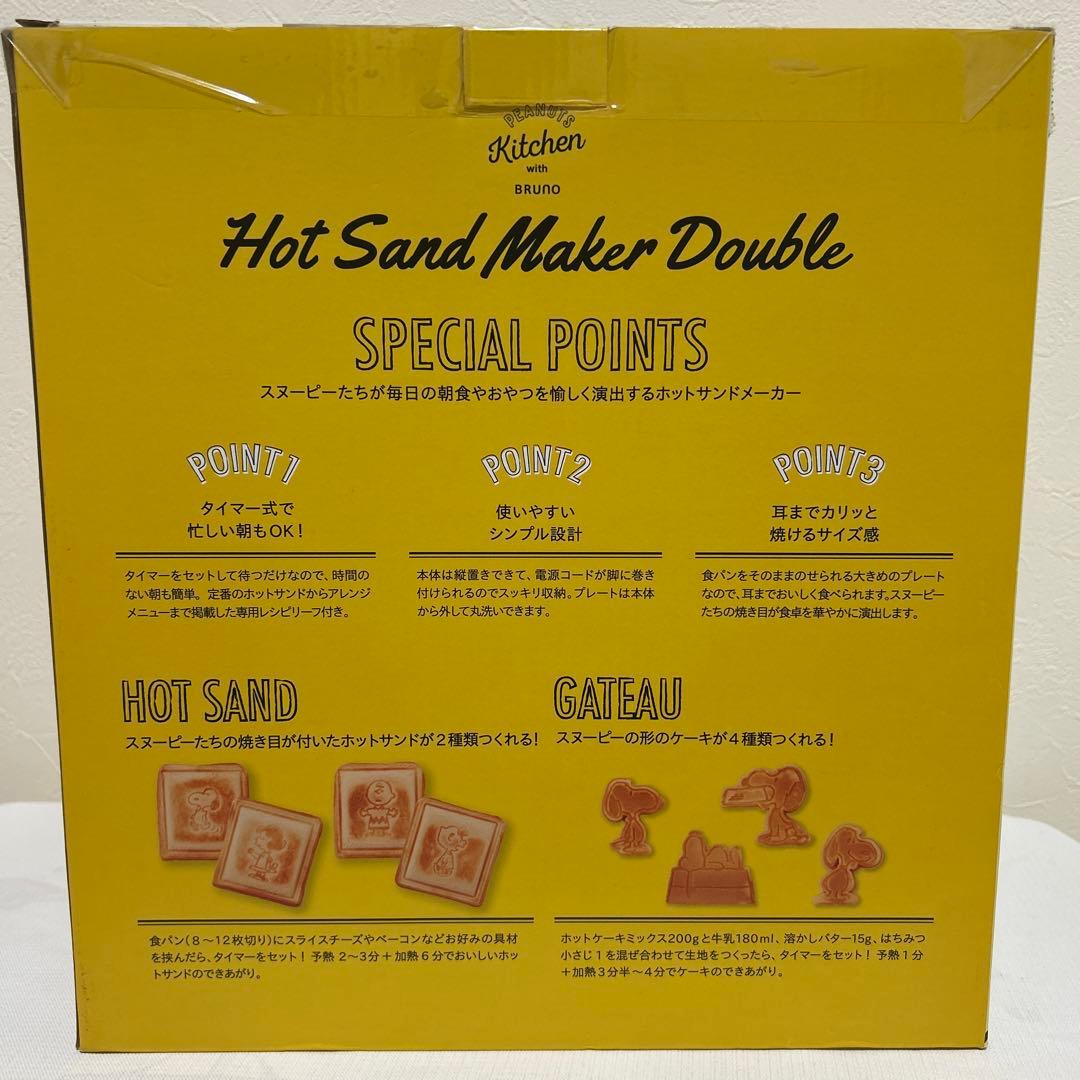 PEANUTS
Kitchen
with
BRUNO
Hot Sand Maker Double
SPECIAL POINTS
スヌーピーたちが毎日の朝食やおやつを愉しく演出するホットサンドメーカー
POINT1
タイマー式で
忙しい朝もOK!
タイマーをセットして待つだけなので、時間の
ない朝も簡単。定番のホットサンドからアレンジ
メニューまで掲載した専用レシピリーフ付き。
POINT2
使いやすい
シンプル設計
本体は縦置きできて、電源コードが脚に巻き
付けられるのでスッキリ収納。プレートは本体
から外して丸洗いできます。
POINT3
耳までカリッと
焼けるサイズ感
食パンをそのままのせられる大きめのプレート
なので、耳までおいしく食べられます。スヌーピー
たちの焼き目が食卓を華やかに演出します。
HOT SAND
スヌーピーたちの焼き目が付いたホットサンドが2種類つくれる!
食パン(8〜12枚切り)にスライスチーズやベーコンなどお好みの具材
を挟んだら、タイマーをセット! 予熱 2〜3分+加熱6分でおいしいホッ
トサンドのできあがり。
GATEAU
スヌーピーの形のケーキが4種類つくれる!
ホットケーキミックス200gと牛乳180ml、溶かしバター15g、はちみつ
小さじ1を混ぜ合わせて生地をつくったら、タイマーをセット! 予熱1分
+加熱3分半〜4分でケーキのできあがり。